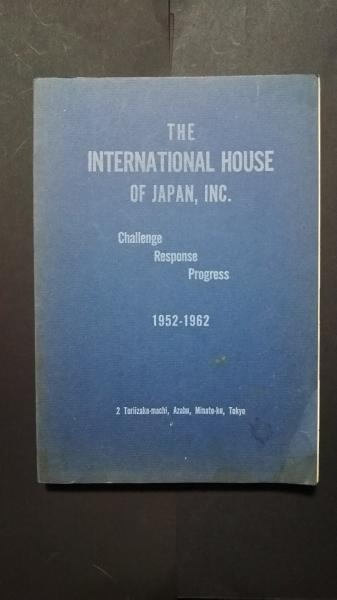 THE
INTERNATIONAL HOUSE
OF JAPAN, INC.
Challenge
Response
Progress
1952-1962
2 Toriizaka-machi, Azabu, Minato-ku, Tokyo